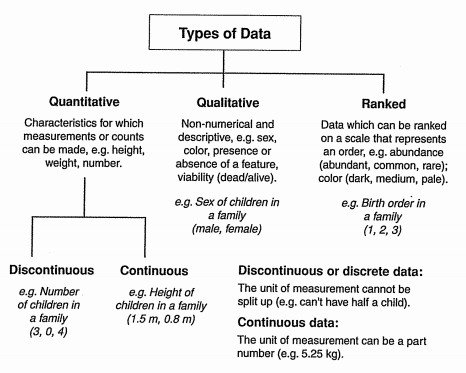 Types of Data
Quantitative
Characteristics for which
measurements or counts
can be made, e.g. height,
weight, number.
Qualitative
Non-numerical and
descriptive, e.g. sex,
color, presence or
absence of a feature,
viability (dead/alive).
e.g. Sex of children in
a family
(male, female)
Ranked
Data which can be ranked
on a scale that represents
an order, e.g. abundance
(abundant, common, rare);
color (dark, medium, pale).
e.g. Birth order in
a family
(1, 2, 3)
Discontinuous
e.g. Number
of children in
a family
(3, 0, 4)
Continuous
e.g. Height of
children in a family
(1.5 m, 0.8 m)
Discontinuous or discrete data:
The unit of measurement cannot be
split up (e.g. can't have half a child).
Continuous data:
The unit of measurement can be a part
number (e.g. 5.25 kg).